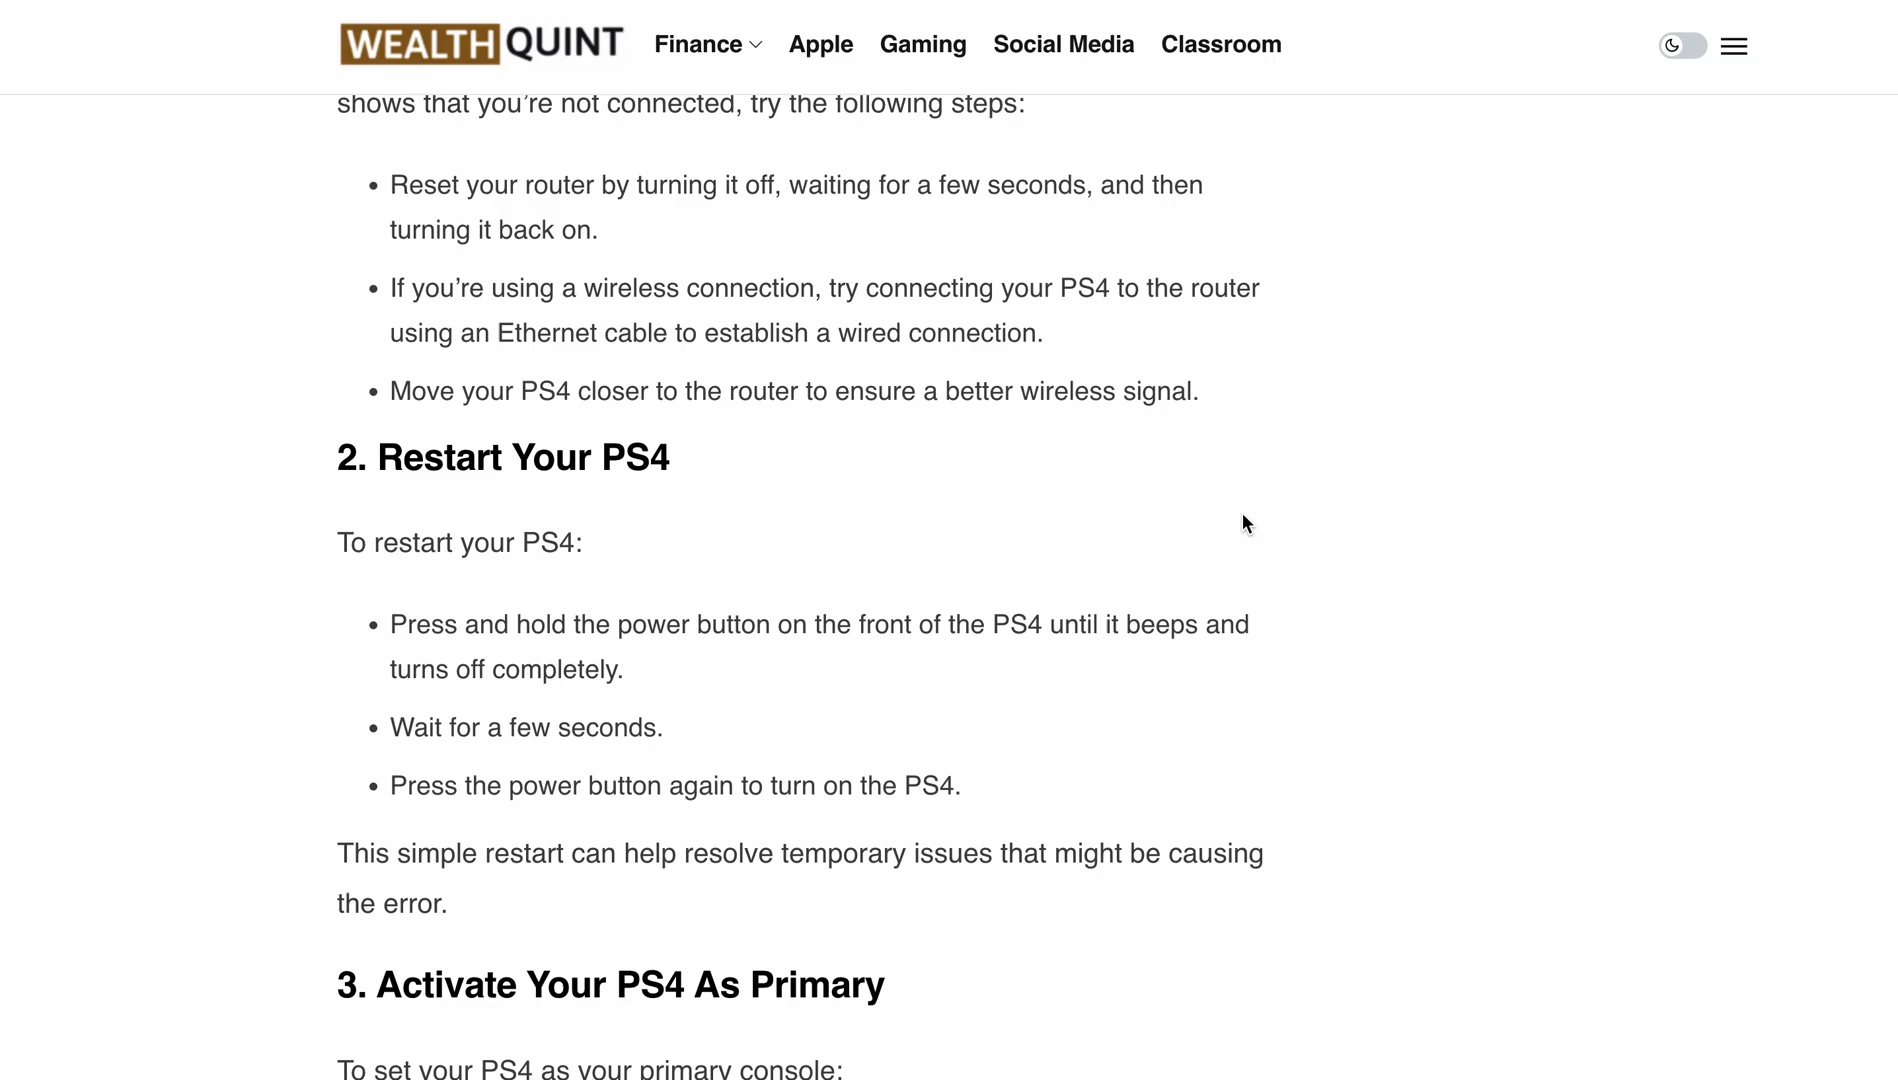 WEALTH QUINT Finance Apple Gaming Social Media Classroom
shows that you’re not connected, try the following steps:
• Reset your router by turning it off, waiting for a few seconds, and then
turning it back on.
• If you’re using a wireless connection, try connecting your PS4 to the router
using an Ethernet cable to establish a wired connection.
• Move your PS4 closer to the router to ensure a better wireless signal.
2. Restart Your PS4
To restart your PS4:
• Press and hold the power button on the front of the PS4 until it beeps and
turns off completely.
• Wait for a few seconds.
• Press the power button again to turn on the PS4.
This simple restart can help resolve temporary issues that might be causing
the error.
3. Activate Your PS4 As Primary
To set your PS4 as your primary console: